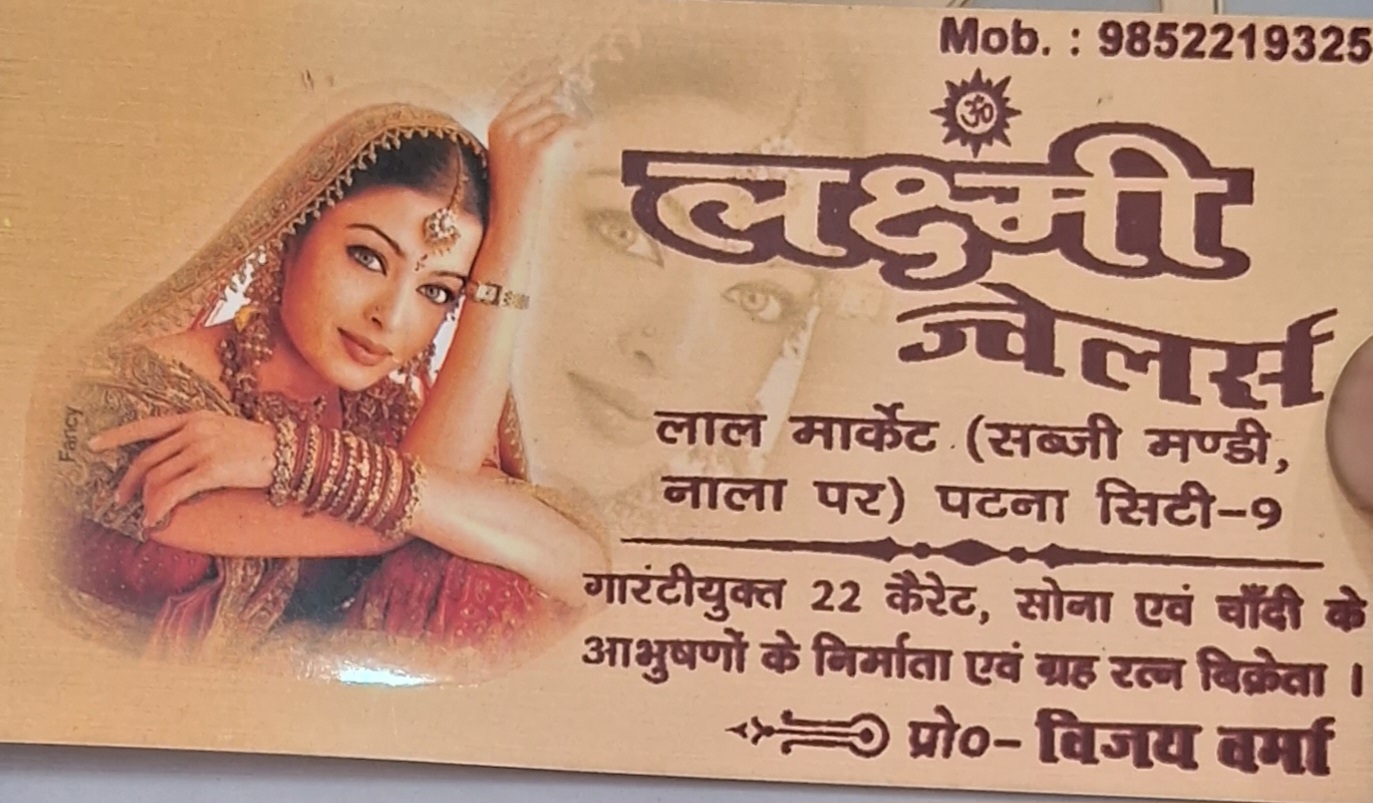 Mob. : 9852219325
ॐ
लक्ष्मी
ज्वेलर्स
लाल मार्केट (सब्जी मण्डी,
नाला पर) पटना सिटी-9
गारंटीयुक्त 22 कैरेट, सोना एवं चाँदी के
आभुषणों के निर्माता एवं ग्रह रत्न विक्रेता ।
प्रो०- विजय वर्मा
Fancy